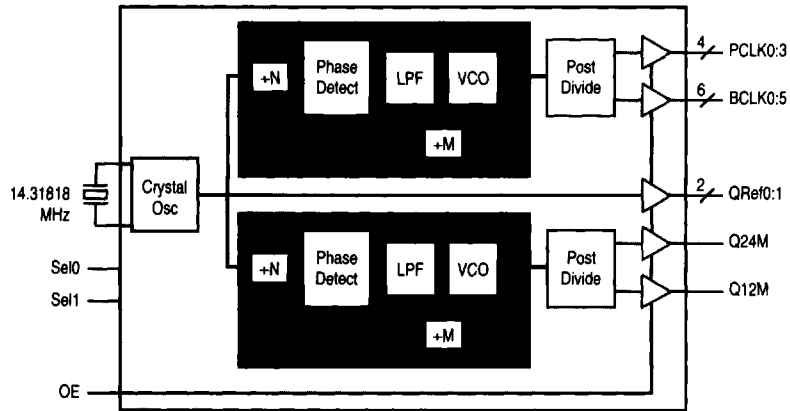 +N
Phase
Detect
LPF
VCO
+M
Post
Divide
4
PCLK0:3
6
BCLK0:5
14.31818
MHz
Crystal
Osc
2
QRef0:1
Sel0
Sel1
+N
Phase
Detect
LPF
VCO
+M
Post
Divide
Q24M
Q12M
OE